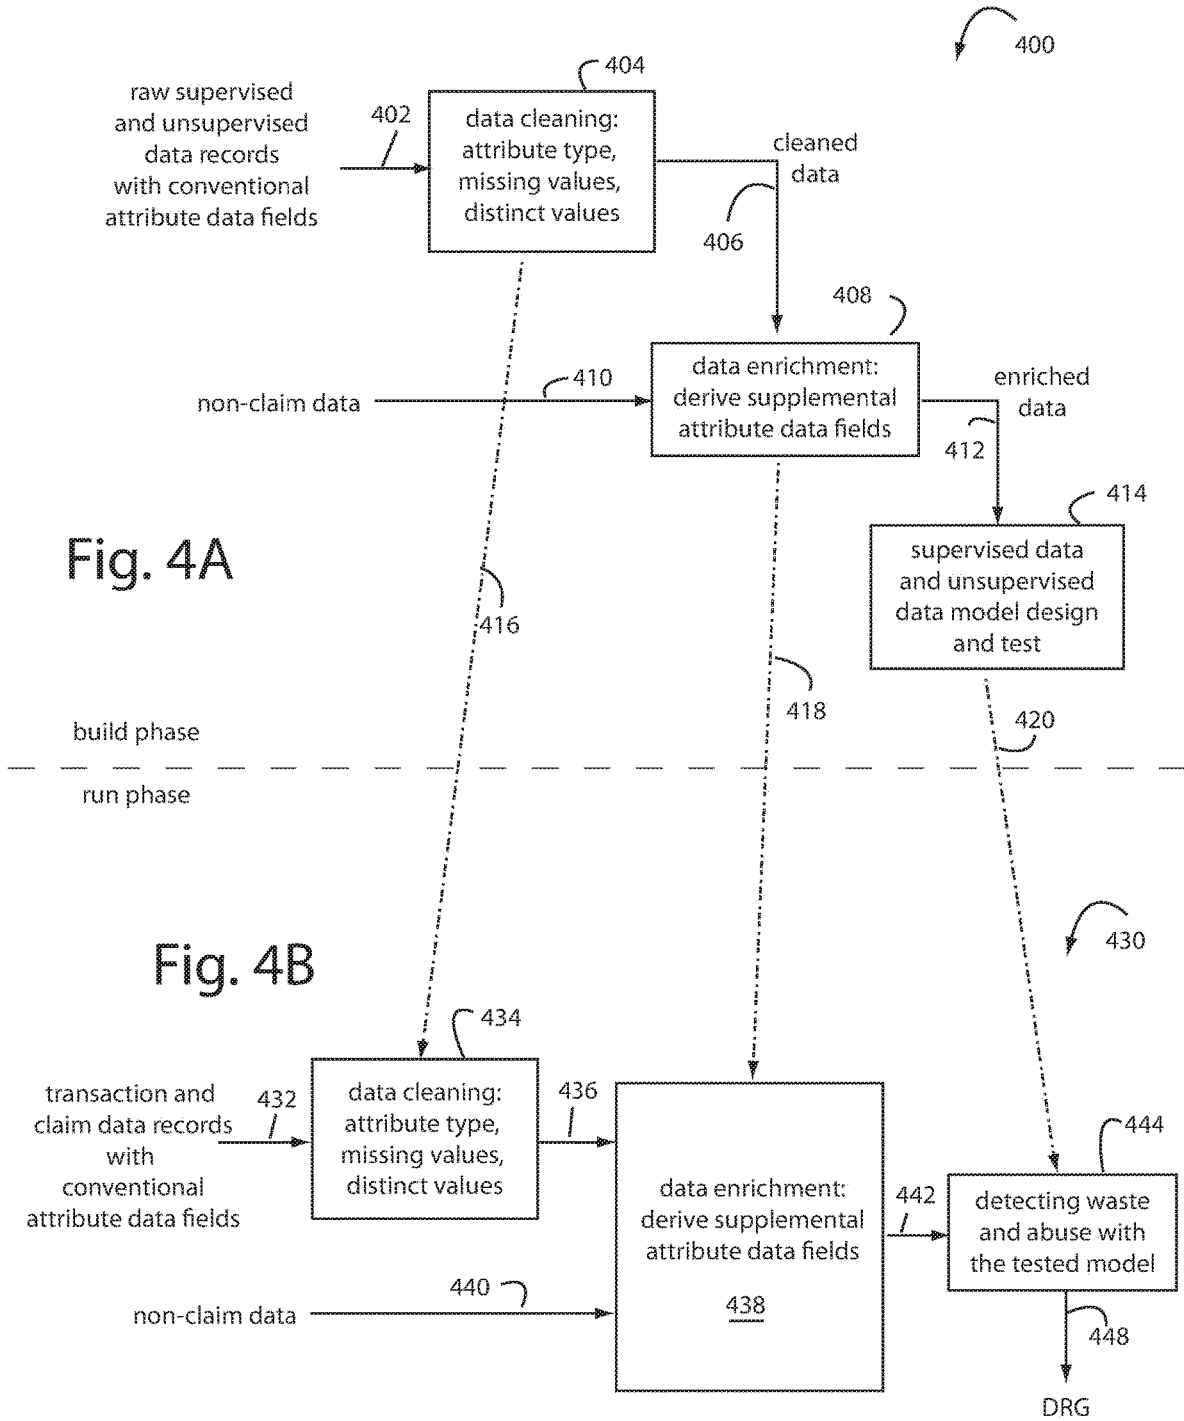 400
404
raw supervised
and unsupervised
data records
with conventional
attribute data fields
402
data cleaning:
attribute type,
missing values,
distinct values
cleaned
data
406
408
non-claim data
410
data enrichment:
derive supplemental
attribute data fields
enriched
data
412
414
Fig. 4A
supervised data
and unsupervised
data model design
and test
416
418
420
build phase
run phase
430
Fig. 4B
434
transaction and
claim data records
with
conventional
attribute data fields
432
data cleaning:
attribute type,
missing values,
distinct values
436
444
data enrichment:
derive supplemental
attribute data fields
438
442
detecting waste
and abuse with
the tested model
non-claim data
440
448
DRG